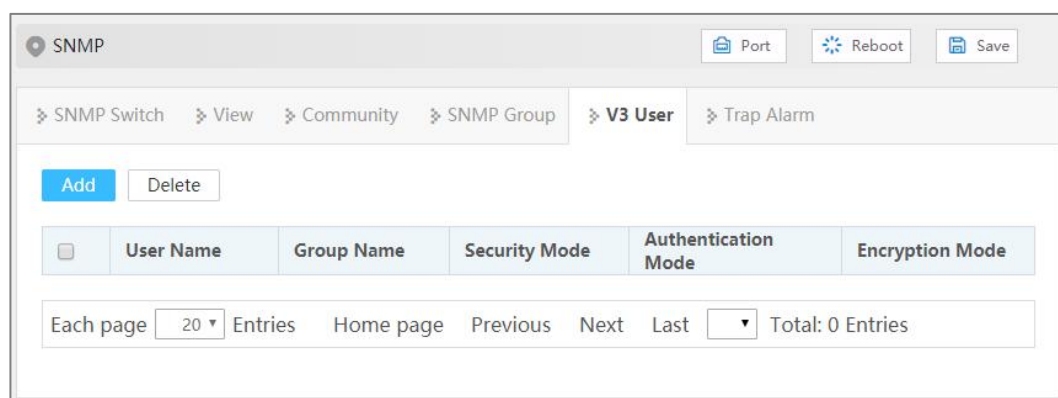 SNMP Port Reboot Save
SNMP Switch View Community SNMP Group V3 User Trap Alarm
Add Delete
User Name Group Name Security Mode Authentication Mode Encryption Mode
Each page 20 Entries Home page Previous Next Last Total: 0 Entries